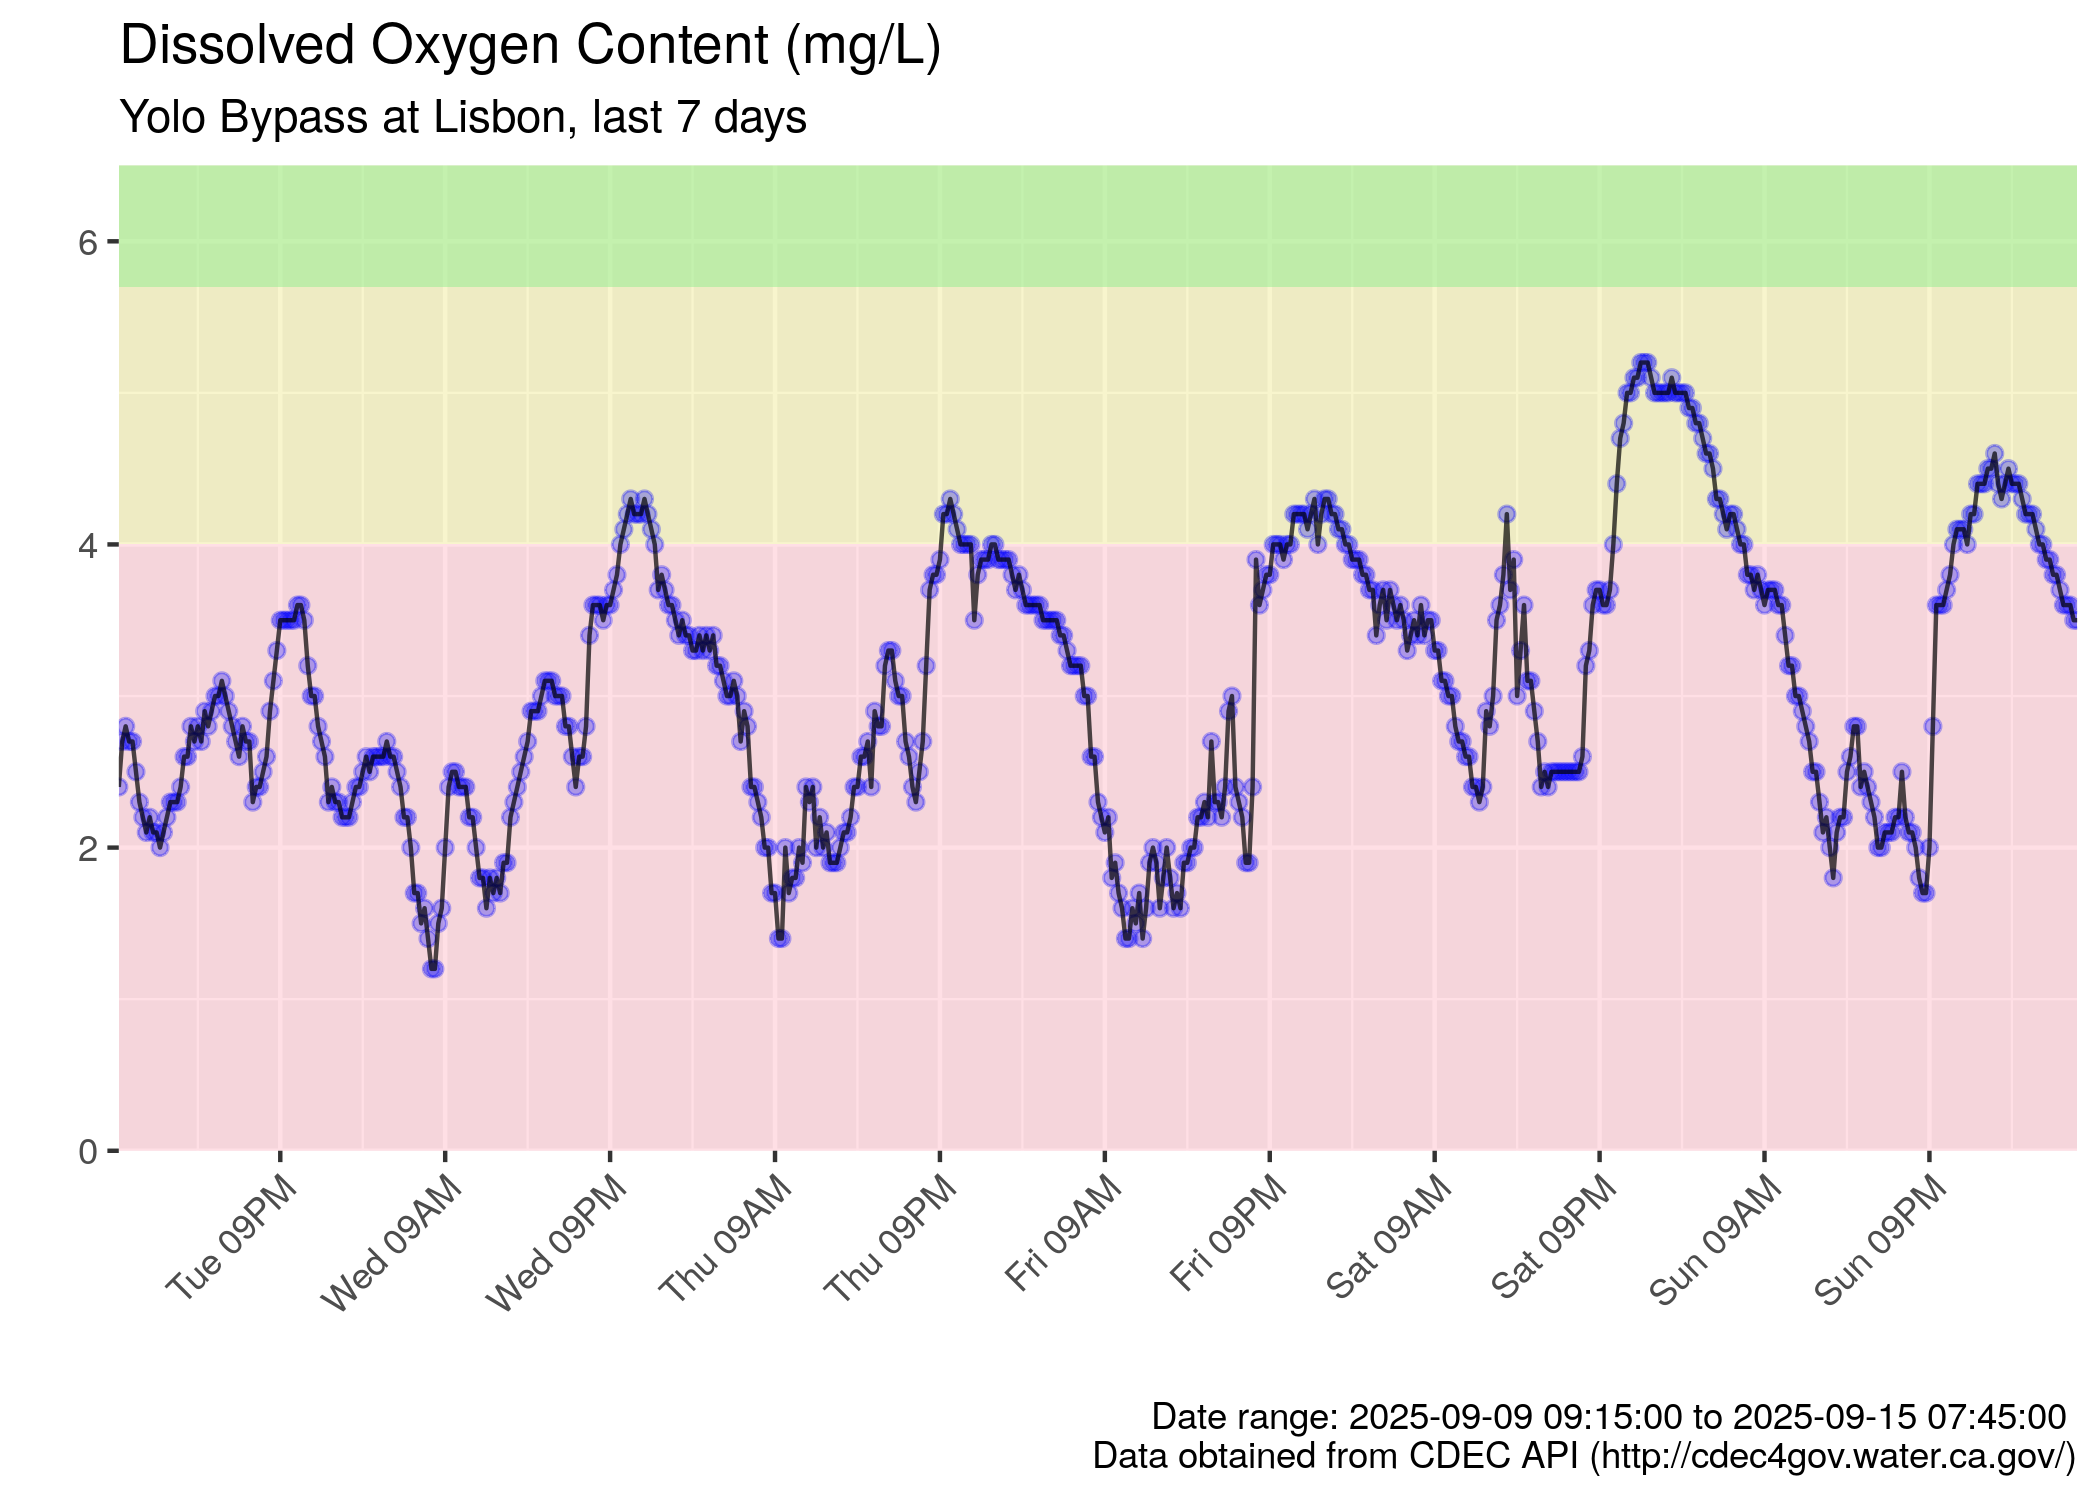 Dissolved Oxygen Content (mg/L)
Yolo Bypass at Lisbon, last 7 days
6
4
2
0
Tue 09PM
Wed 09AM
Wed 09PM
Thu 09AM
Thu 09PM
Fri 09AM
Fri 09PM
Sat 09AM
Sat 09PM
Sun 09AM
Sun 09PM
Date range: 2025-09-09 09:15:00 to 2025-09-15 07:45:00
Data obtained from CDEC API (http://cdec4gov.water.ca.gov/)